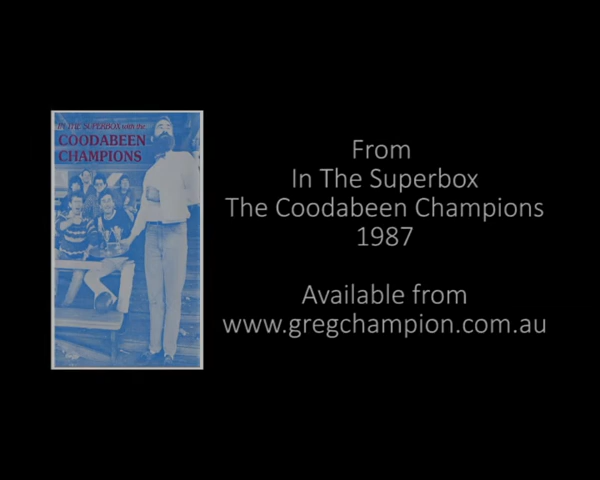 IN THE SUPERBOX with the
COODABEEN
CHAMPIONS
From
In The Superbox
The Coodabeen Champions
1987
Available from
www.gregchampion.com.au